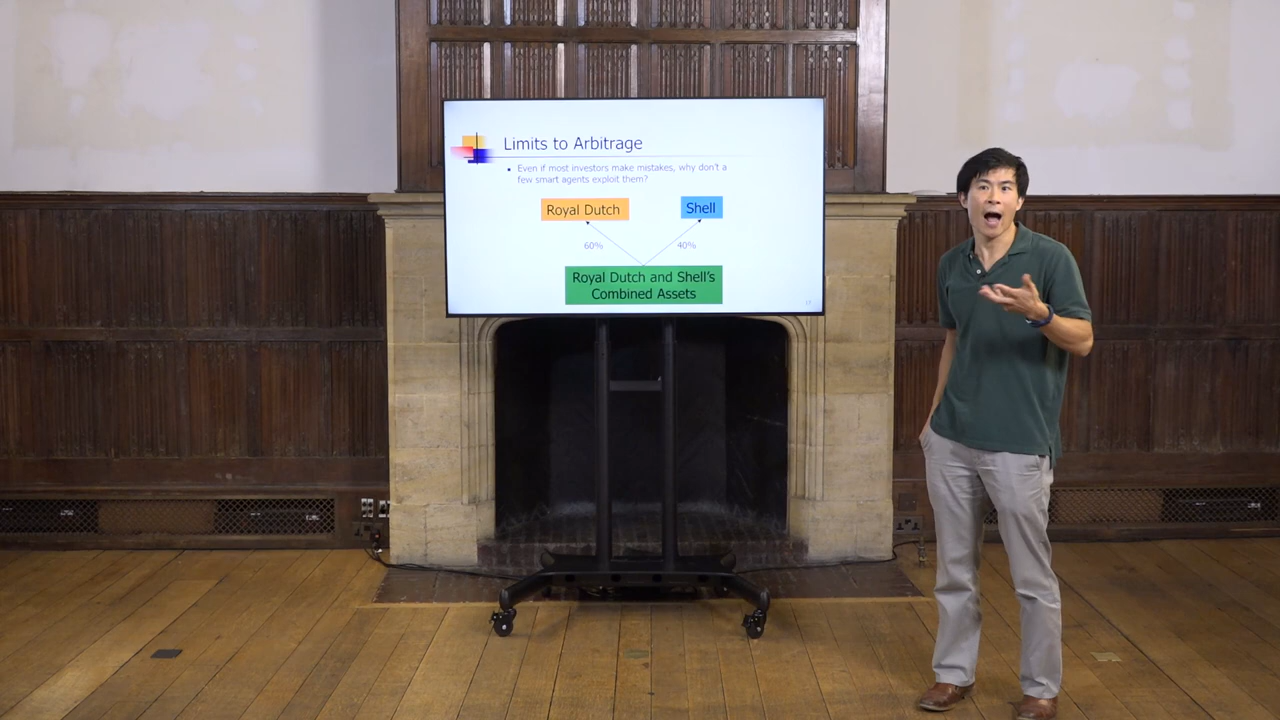 Limits to Arbitrage
Even if most investors make mistakes, why don't a
few smart agents exploit them?
Royal Dutch
Shell
60%
40%
Royal Dutch and Shell's
Combined Assets